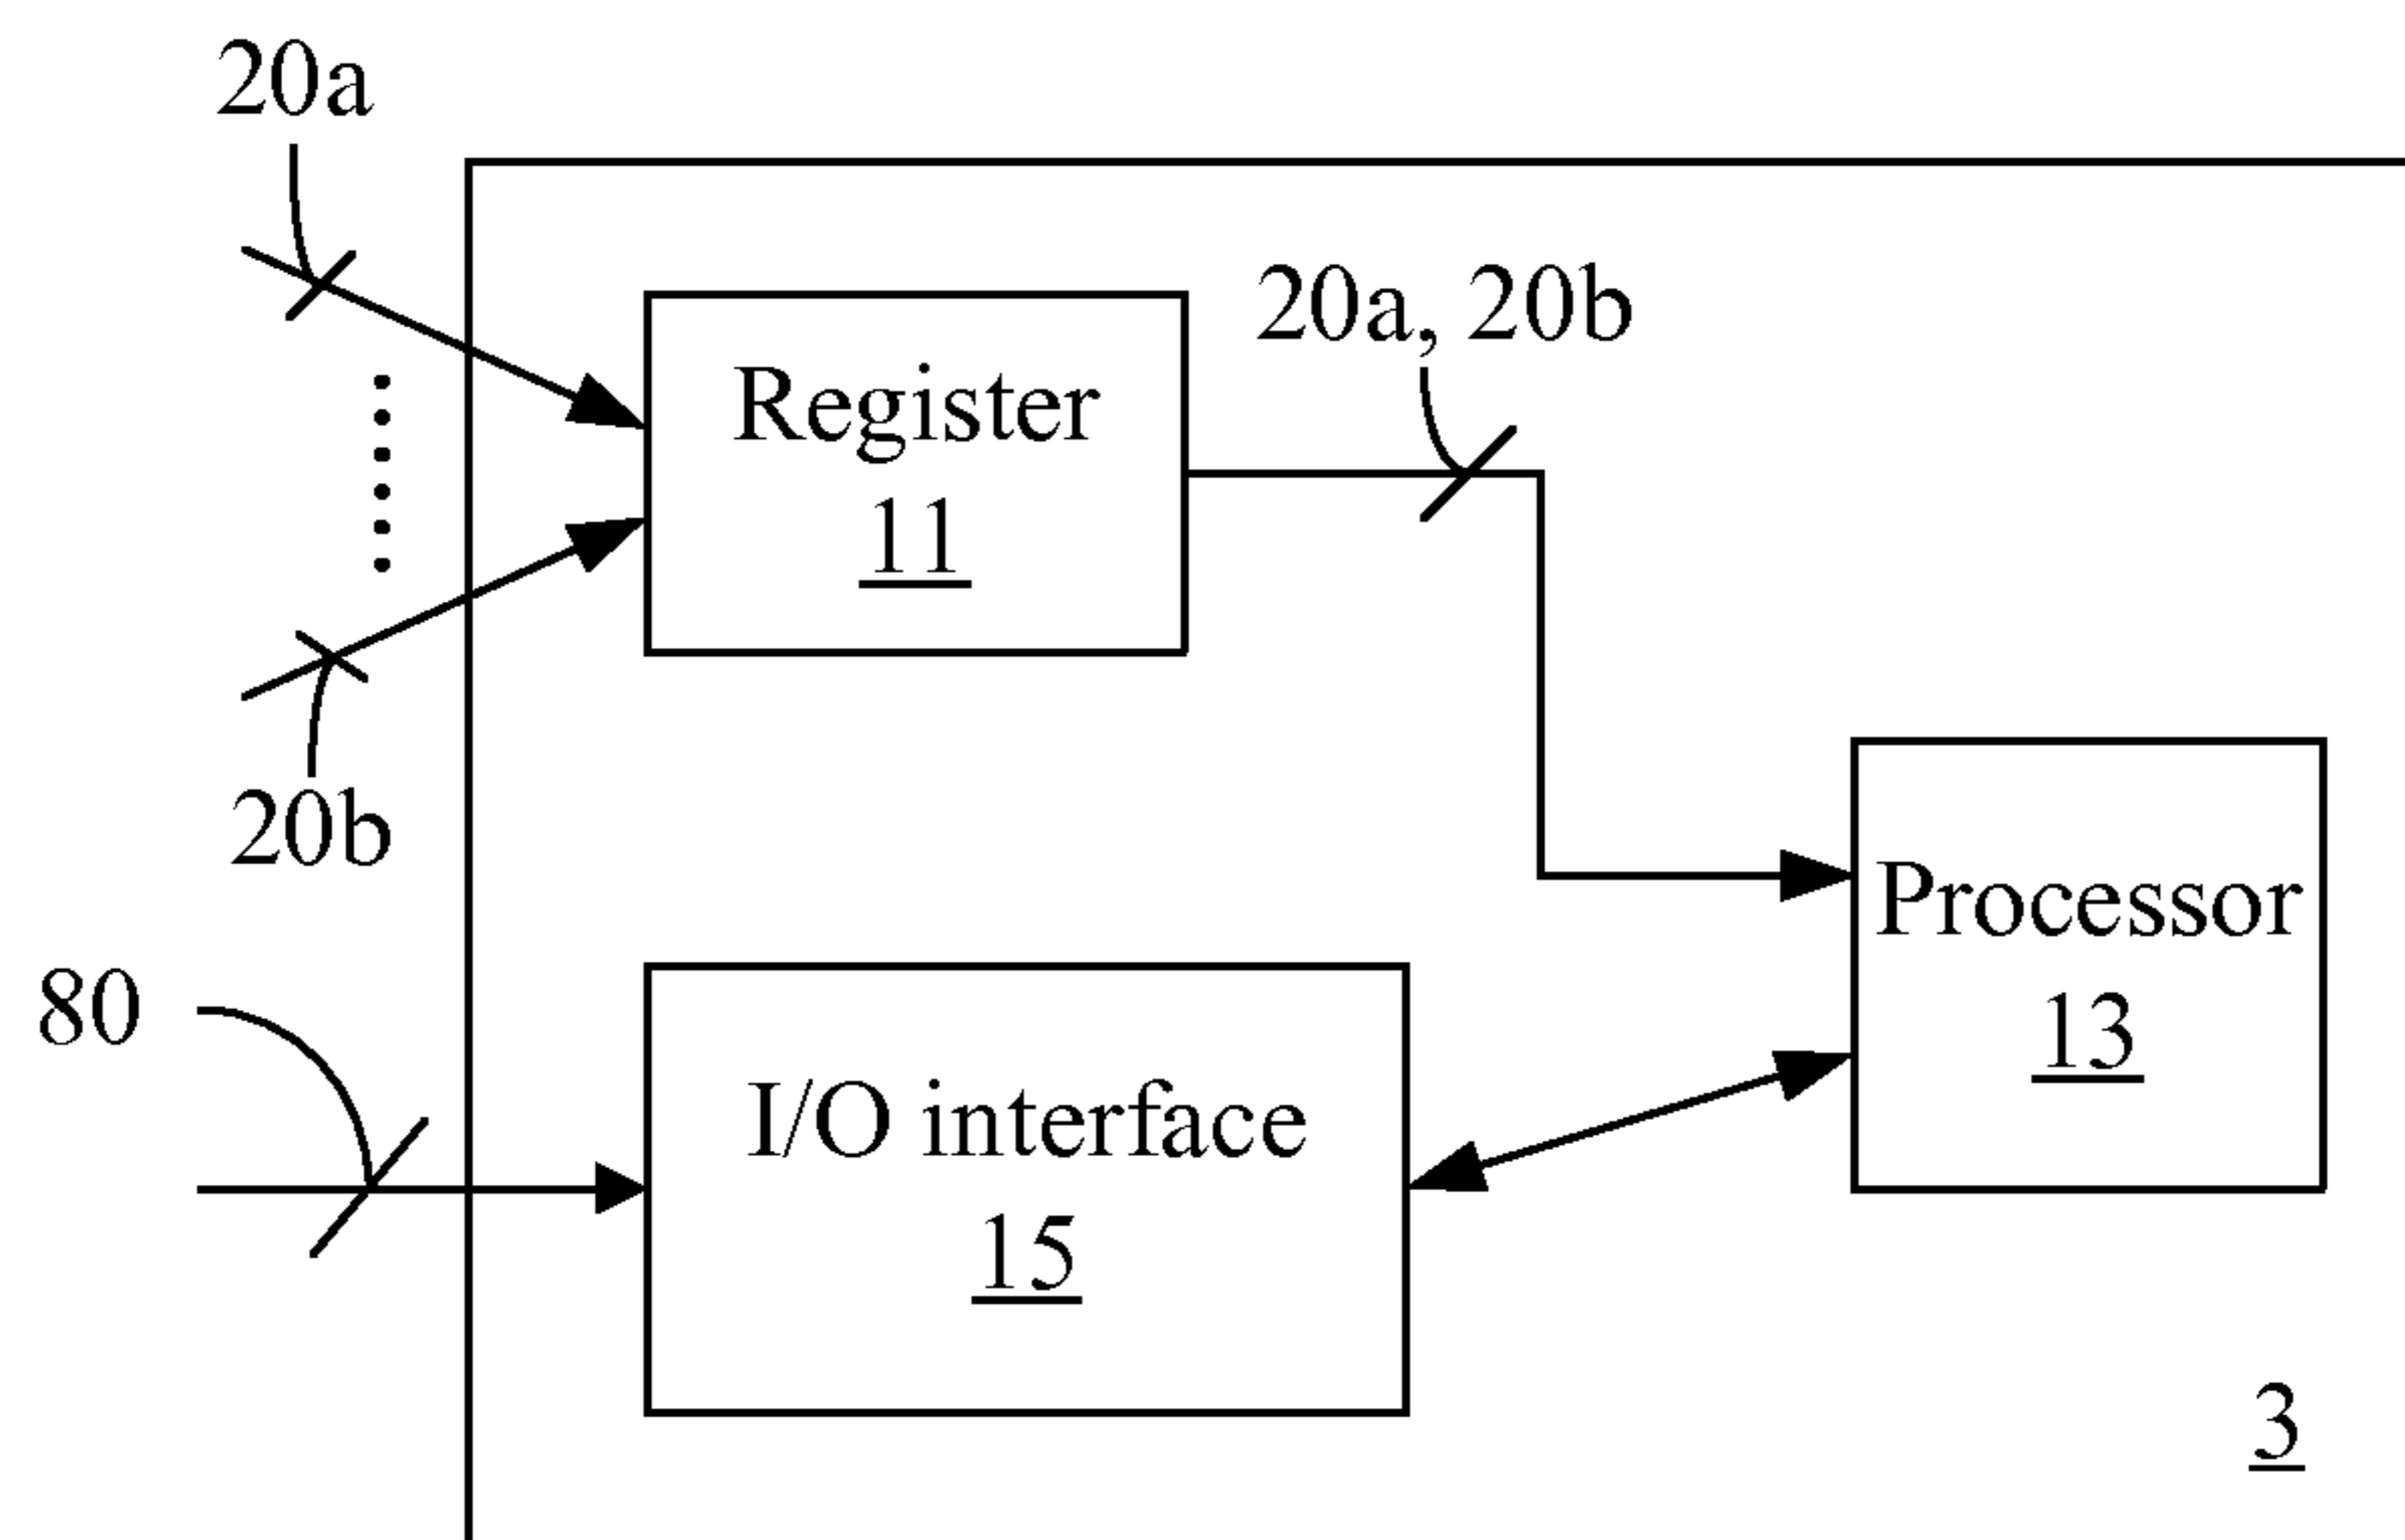 20a
20a, 20b
Register
11
20b
Processor
13
80
I/O interface
15
3